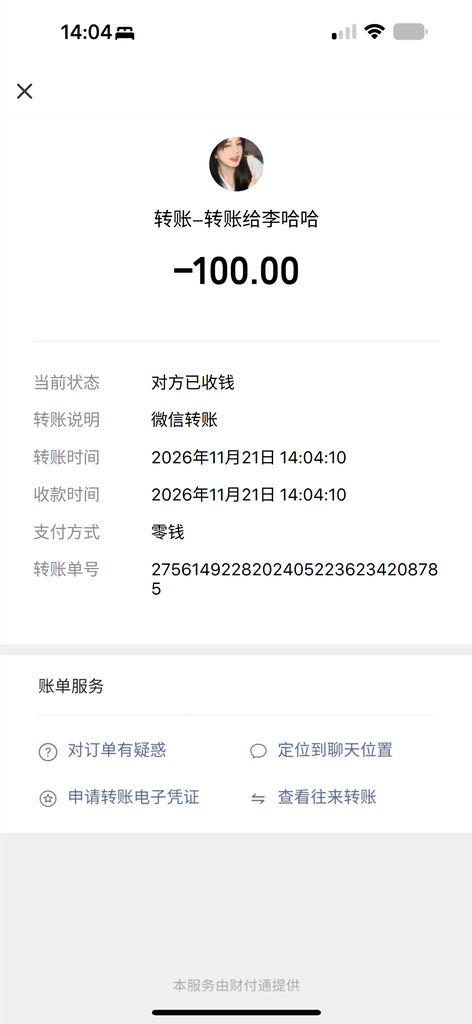 14:04
转账-转账给李哈哈
-100.00
当前状态 对方已收钱
转账说明 微信转账
转账时间 2026年11月21日 14:04:10
收款时间 2026年11月21日 14:04:10
支付方式 零钱
转账单号 275614922820240522362342087 8
5
账单服务
对订单有疑惑 定位到聊天位置
申请转账电子凭证 查看往来转账
本服务由财付通提供